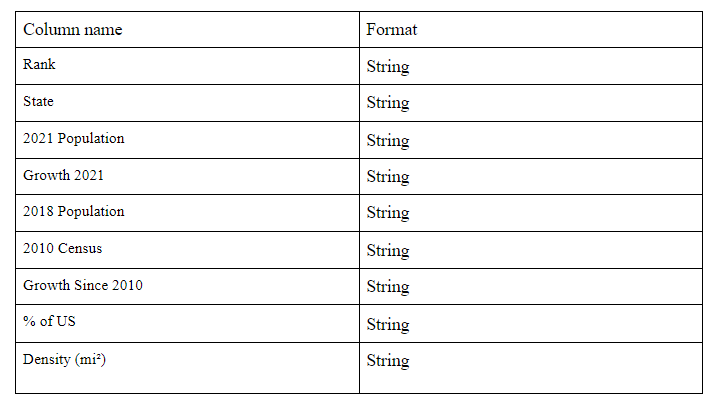 Column name Format
Rank String
State String
2021 Population String
Growth 2021 String
2018 Population String
2010 Census String
Growth Since 2010 String
% of US String
Density (mi²) String